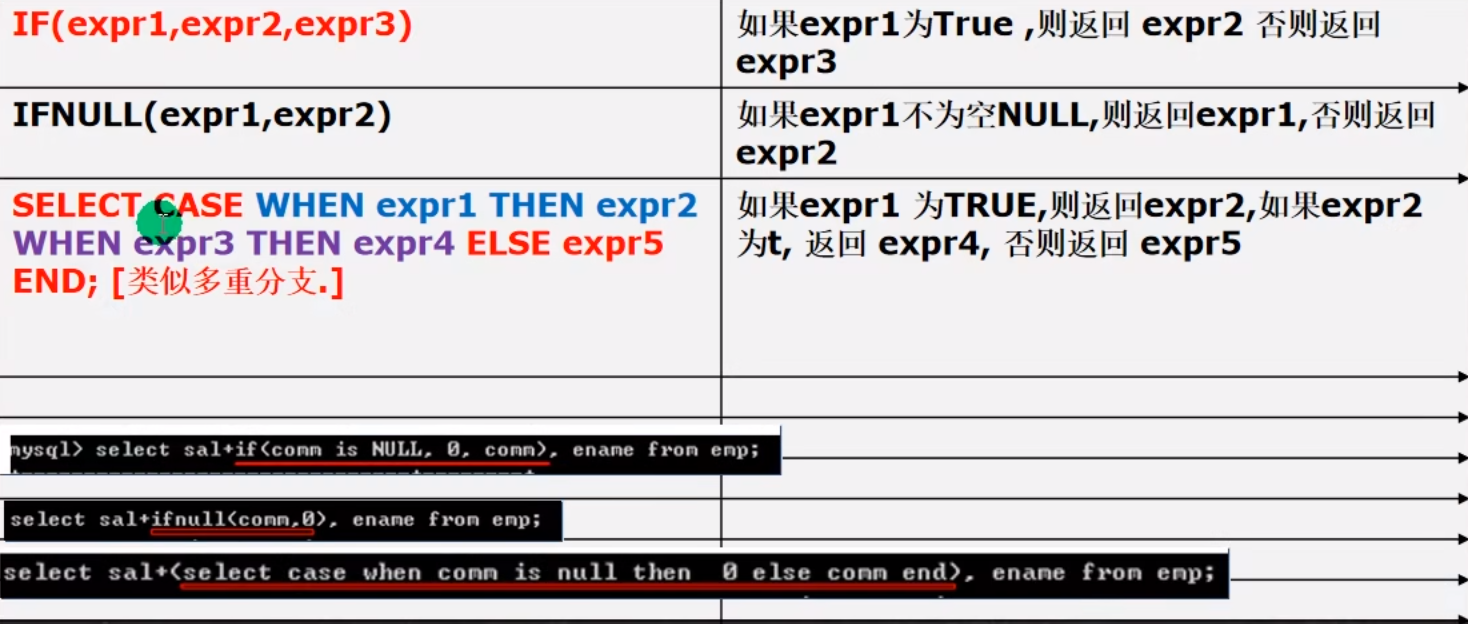 IF(expr1,expr2,expr3)
如果expr1为True ,则返回 expr2 否则返回
expr3
IFNULL(expr1,expr2)
如果expr1不为空NULL,则返回expr1,否则返回
expr2
SELECT CASE WHEN expr1 THEN expr2
WHEN expr3 THEN expr4 ELSE expr5
END; [类似多重分支.]
如果expr1 为TRUE,则返回expr2,如果expr2
为t, 返回 expr4, 否则返回 expr5
mysql> select sal+if(comm is NULL, 0, comm), ename from emp;
select sal+ifnull(comm,0), ename from emp;
select sal+(select case when comm is null then 0 else comm end), ename from emp;